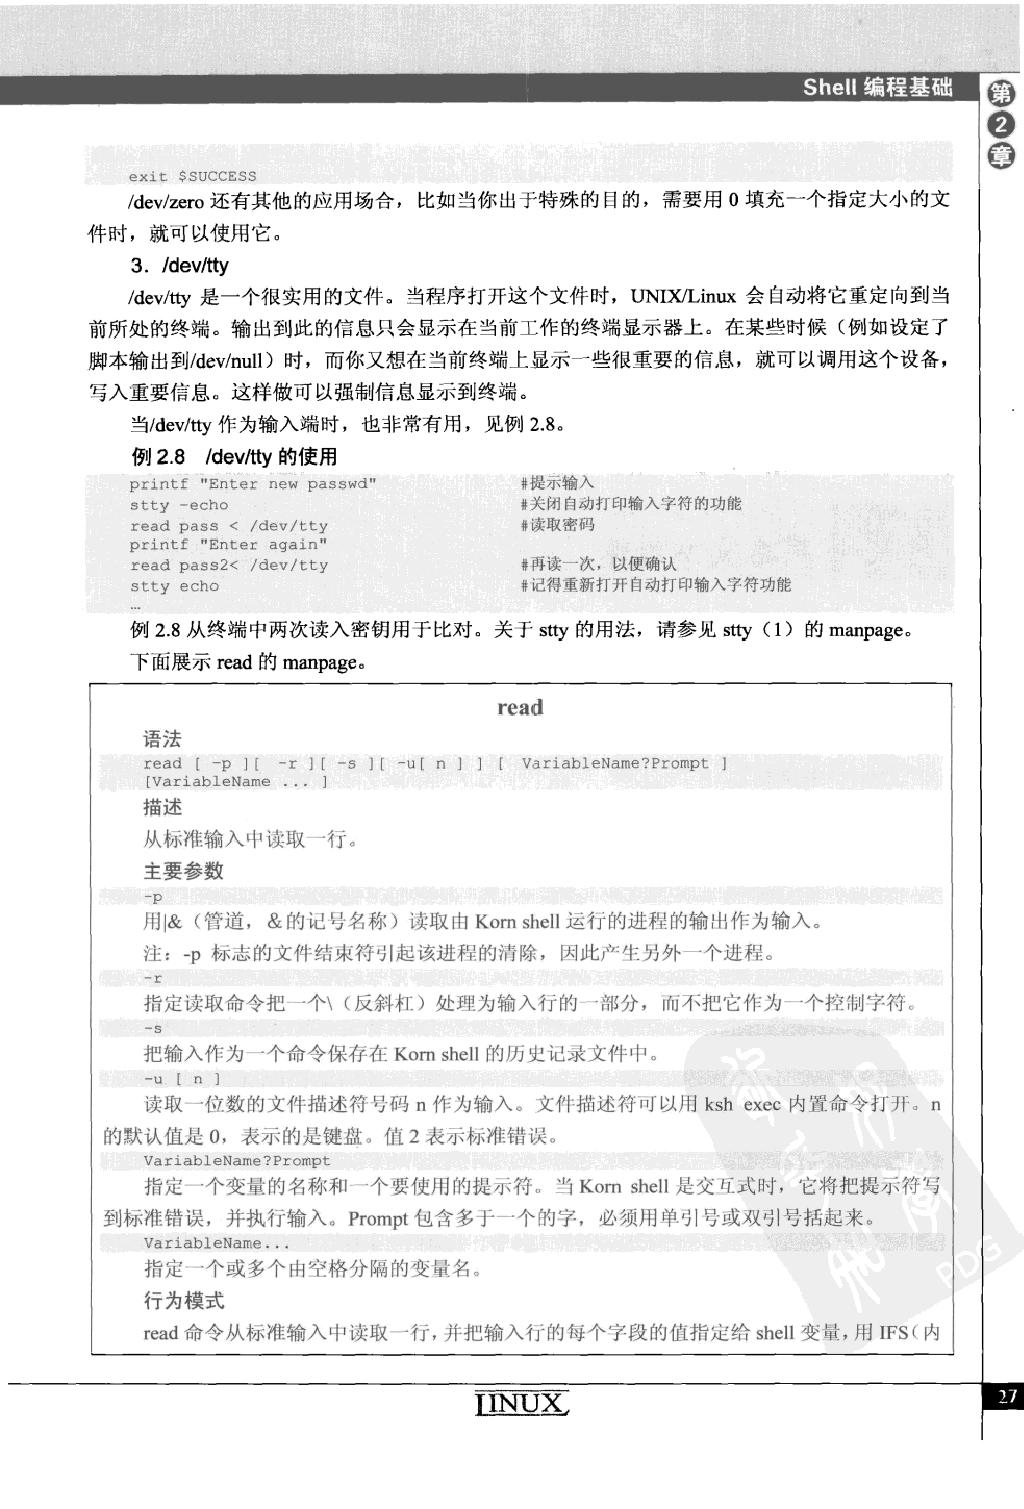 Shell 编程基础
第
2
章
exit $SUCCESS
/dev/zero 还有其他的应用场合，比如当你出于特殊的目的，需要用 0 填充一个指定大小的文
件时，就可以使用它。
3．/dev/tty
/dev/tty 是一个很实用的文件。当程序打开这个文件时，UNIX/Linux 会自动将它重定向到当
前所处的终端。输出到此的信息只会显示在当前工作的终端显示器上。在某些时候（例如设定了
脚本输出到/dev/null）时，而你又想在当前终端上显示一些很重要的信息，就可以调用这个设备，
写入重要信息。这样做可以强制信息显示到终端。
当/dev/tty 作为输入端时，也非常有用，见例 2.8。
例 2.8 /dev/tty 的使用
printf "Enter new passwd" #提示输入
stty -echo #关闭自动打印输入字符的功能
read pass < /dev/tty #读取密码
printf "Enter again"
read pass2< /dev/tty #再读一次，以便确认
stty echo #记得重新打开自动打印输入字符功能
…
例 2.8 从终端中两次读入密钥用于比对。关于 stty 的用法，请参见 stty（1）的 manpage。
下面展示 read 的 manpage。
read
语法
read [ -p ][ -r ][ -s ][ -u[ n ] ] [ VariableName?Prompt ]
[VariableName ... ]
描述
从标准输入中读取一行。
主要参数
-p
用|&（管道，&的记号名称）读取由 Korn shell 运行的进程的输出作为输入。
注：-p 标志的文件结束符引起该进程的清除，因此产生另外一个进程。
-r
指定读取命令把一个\（反斜杠）处理为输入行的一部分，而不把它作为一个控制字符。
-s
把输入作为一个命令保存在 Korn shell 的历史记录文件中。
-u [ n ]
读取一位数的文件描述符号码 n 作为输入。文件描述符可以用 ksh exec 内置命令打开。n
的默认值是 0，表示的是键盘。值 2 表示标准错误。
VariableName?Prompt
指定一个变量的名称和一个要使用的提示符。当 Korn shell 是交互式时，它将把提示符写
到标准错误，并执行输入。Prompt 包含多于一个的字，必须用单引号或双引号括起来。
VariableName...
指定一个或多个由空格分隔的变量名。
行为模式
read 命令从标准输入中读取一行，并把输入行的每个字段的值指定给 shell 变量，用 IFS（内
PDG
LINUX
27